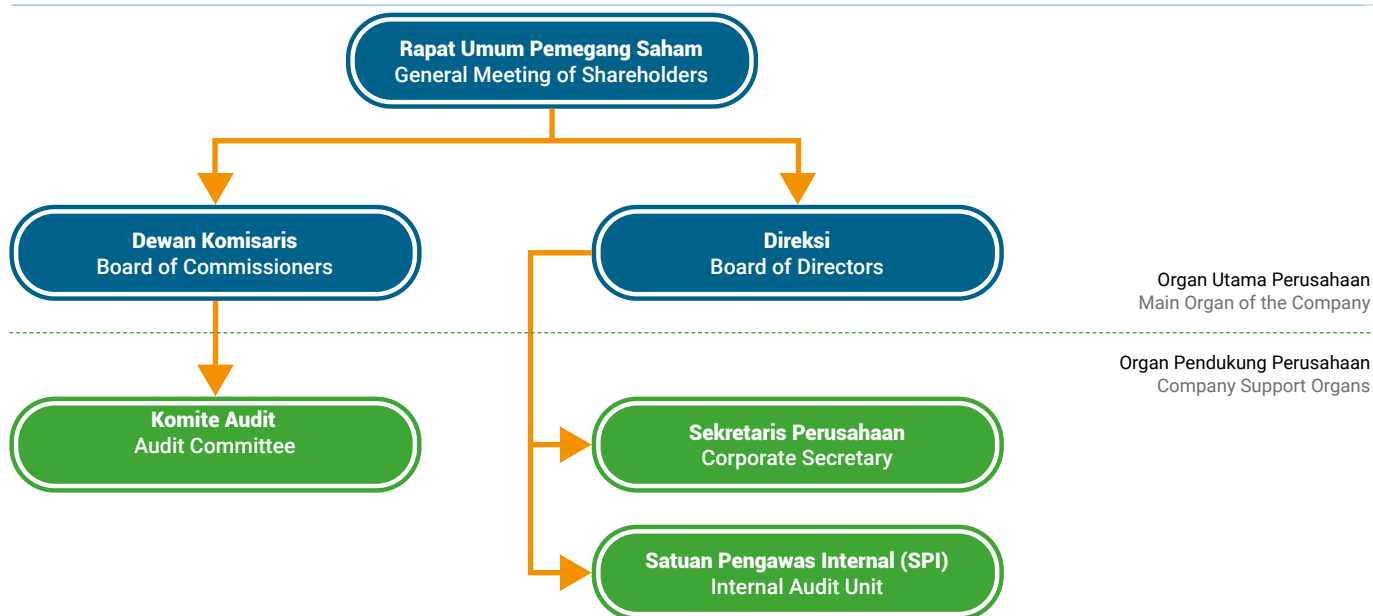 Rapat Umum Pemegang Saham
General Meeting of Shareholders
Dewan Komisaris
Board of Commissioners
Direksi
Board of Directors
Organ Utama Perusahaan
Main Organ of the Company
Organ Pendukung Perusahaan
Company Support Organs
Komite Audit
Audit Committee
Sekretaris Perusahaan
Corporate Secretary
Satuan Pengawas Internal (SPI)
Internal Audit Unit